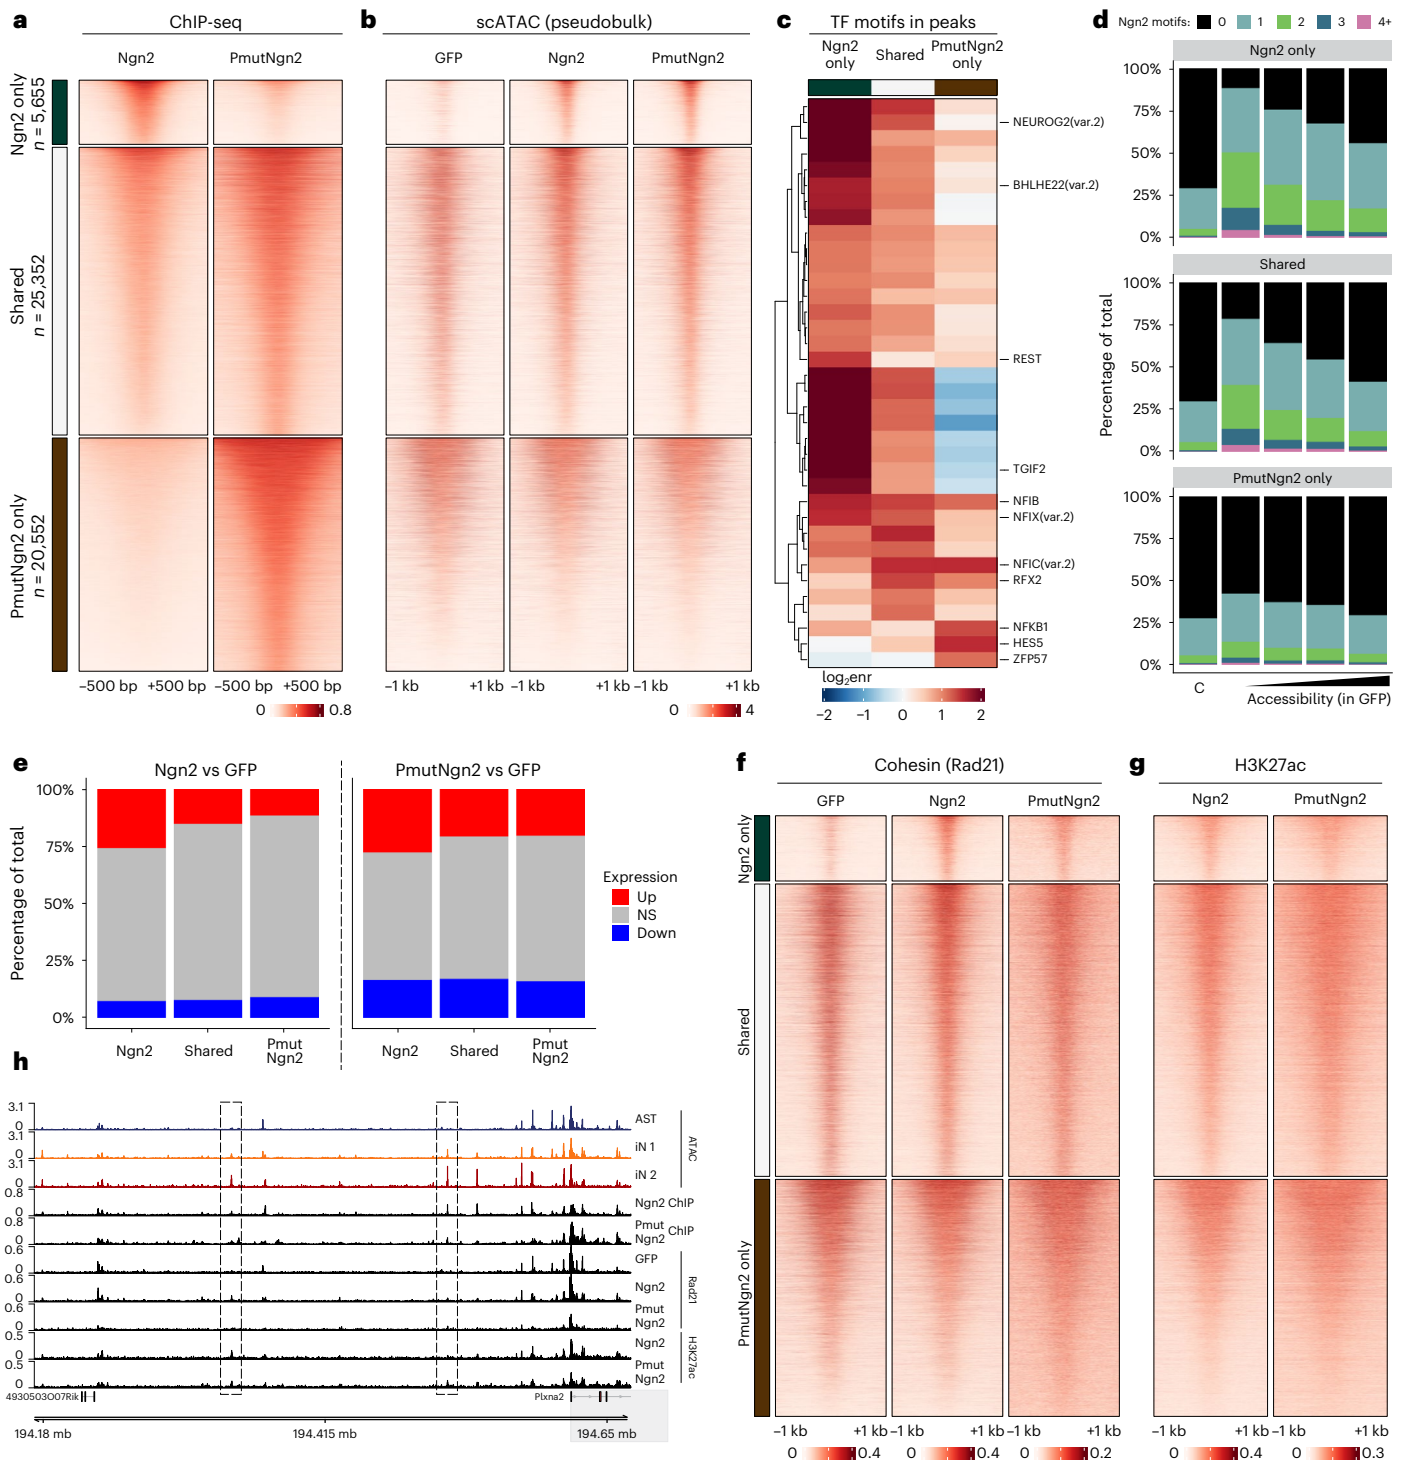 a
ChIP-seq
Ngn2
PmutNgn2
Ngn2 only
n = 5,655
Shared
n = 25,352
PmutNgn2 only
n = 20,552
−500 bp
+500 bp
−500 bp
+500 bp
0
0.8
b
scATAC (pseudobulk)
GFP
Ngn2
PmutNgn2
−1 kb
+1 kb
−1 kb
+1 kb
−1 kb
+1 kb
0
4
c
TF motifs in peaks
Ngn2
only
Shared
PmutNgn2
only
NEUROG2(var.2)
BHLHE22(var.2)
REST
TGIF2
NFIB
NFIX(var.2)
NFIC(var.2)
RFX2
NFKB1
HES5
ZFP57
log2enr
−2
−1
0
1
2
d
Ngn2 motifs:
0
1
2
3
4+
Percentage of total
Ngn2 only
100%
75%
50%
25%
0%
Shared
100%
75%
50%
25%
0%
PmutNgn2 only
100%
75%
50%
25%
0%
C
Accessibility (in GFP)
e
Ngn2 vs GFP
PmutNgn2 vs GFP
Percentage of total
100%
75%
50%
25%
0%
Ngn2
Shared
Pmut
Ngn2
Ngn2
Shared
Pmut
Ngn2
Expression
Up
NS
Down
f
Cohesin (Rad21)
GFP
Ngn2
PmutNgn2
Ngn2 only
Shared
PmutNgn2 only
−1 kb
+1 kb
−1 kb
+1 kb
−1 kb
+1 kb
0
0.4
0
0.4
0
0.2
g
H3K27ac
Ngn2
PmutNgn2
−1 kb
+1 kb
−1 kb
+1 kb
0
0.4
0
0.3
h
3.1
0
AST
3.1
0
iN 1
3.1
0
iN 2
ATAC
0.8
0
Ngn2 ChIP
0.8
0
Pmut
Ngn2
ChIP
0.6
0
GFP
0.6
0
Ngn2
0.6
0
Pmut
Ngn2
Rad21
0.5
0
Ngn2
0.5
0
Pmut
Ngn2
H3K27ac
4930503O07Rik
Plxna2
194.18 mb
194.415 mb
194.65 mb